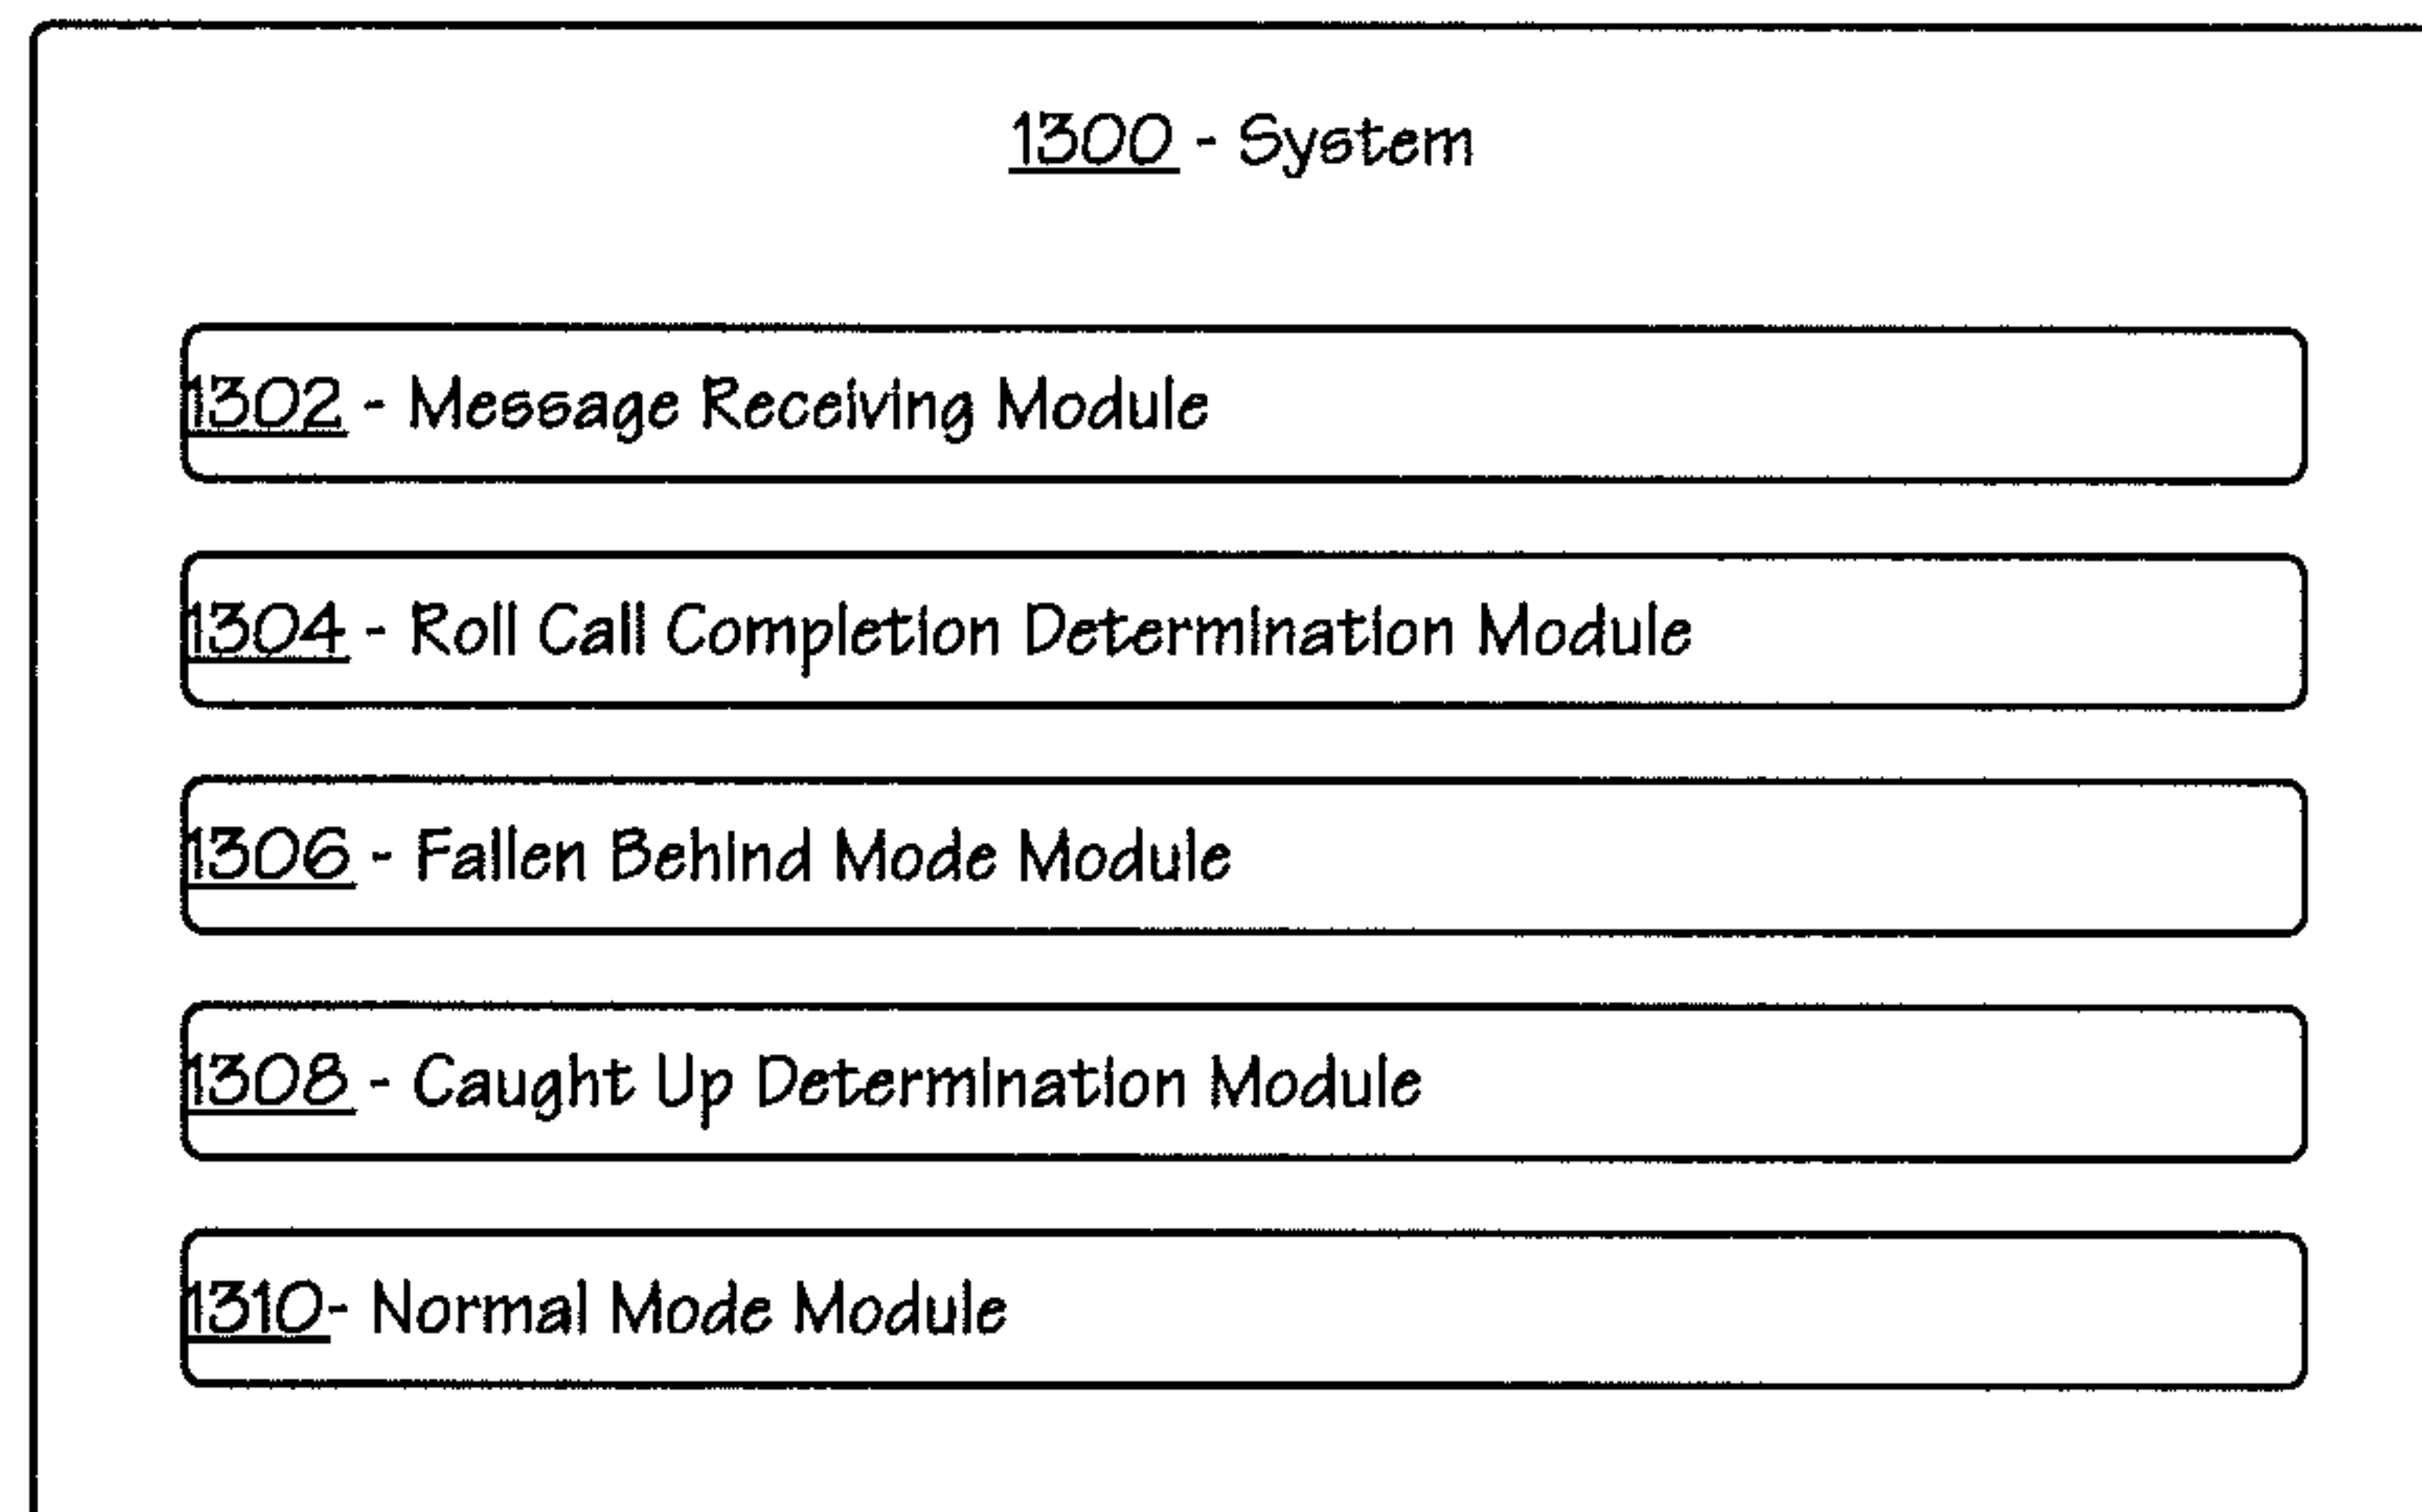 1300 - System
1302 - Message Receiving Module
1304 - Roll Call Completion Determination Module
1306 - Fallen Behind Mode Module
1308 - Caught Up Determination Module
1310- Normal Mode Module